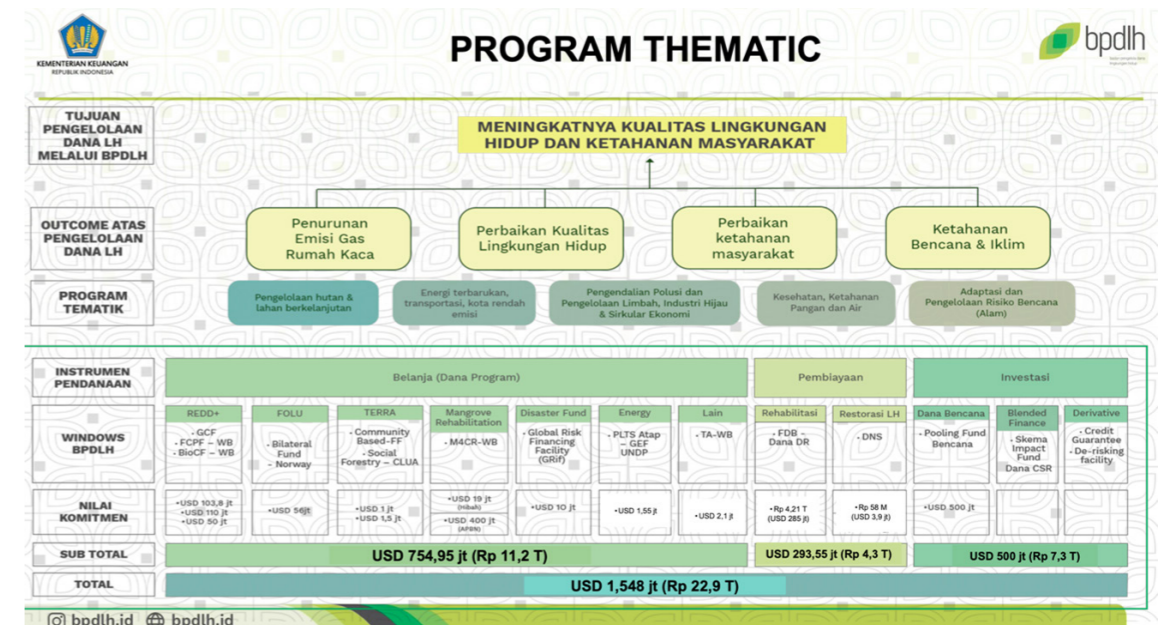 KEMENTERIAN KEUANGAN
REPUBLIK INDONESIA
PROGRAM THEMATIC
bpdlh
TUJUAN
PENGELOLAAN
DANA LH
MELALUI BPDLH
MENINGKATNYA KUALITAS LINGKUNGAN
HIDUP DAN KETAHANAN MASYARAKAT
OUTCOME ATAS
PENGELOLAAN
DANA LH
Penurunan
Emisi Gas
Rumah Kaca
Perbaikan Kualitas
Lingkungan Hidup
Perbaikan
ketahanan
masyarakat
Ketahanan
Bencana & Iklim
PROGRAM
TEMATIK
Pengelolaan hutan &
lahan berkelanjutan
Energi terbarukan,
transportasi, kota rendah
emisi
Pengendalian Polusi dan
Pengelolaan Limbah, Industri Hijau
& Sirkular Ekonomi
Kesehatan, Ketahanan
Pangan dan Air
Adaptasi dan
Pengelolaan Risiko Bencana
(Alam)
INSTRUMEN
PENDANAAN
Belanja (Dana Program)
Pembiayaan
Investasi
WINDOWS
BPDLH
REDD+
- GCF
- FCPF – WB
- BioCF – WB
FOLU
- Bilateral
Fund
- Norway
TERRA
- Community
Based-FF
- Social
Forestry – CLUA
Mangrove
Rehabilitation
- M4CR-WB
Disaster Fund
- Global Risk
Financing
Facility
(GRif)
Energy
- PLTS Atap
– GEF
UNDP
Lain
- TA-WB
Rehabilitasi
- FDB –
Dana DR
Restorasi LH
- DNS
Dana Bencana
- Pooling Fund
Bencana
Blended
Finance
- Skema
Impact
Fund
Dana CSR
Derivative
- Credit
Guarantee
- De-risking
facility
NILAI
KOMITMEN
•USD 103,8 jt
•USD 110 jt
•USD 50 jt
•USD 56jt
•USD 1 jt
•USD 1,5 jt
•USD 19 jt
(hibah)
•USD 400 jt
(APBN)
•USD 10 jt
•USD 1,55 jt
•USD 2,1 jt
•Rp 4,21 T
(USD 285 jt)
•Rp 58 M
(USD 3,9 jt)
•USD 500 jt
SUB TOTAL
USD 754,95 jt (Rp 11,2 T)
USD 293,55 jt (Rp 4,3 T)
USD 500 jt (Rp 7,3 T)
TOTAL
USD 1,548 jt (Rp 22,9 T)
bpdlh.id
bpdlh.id